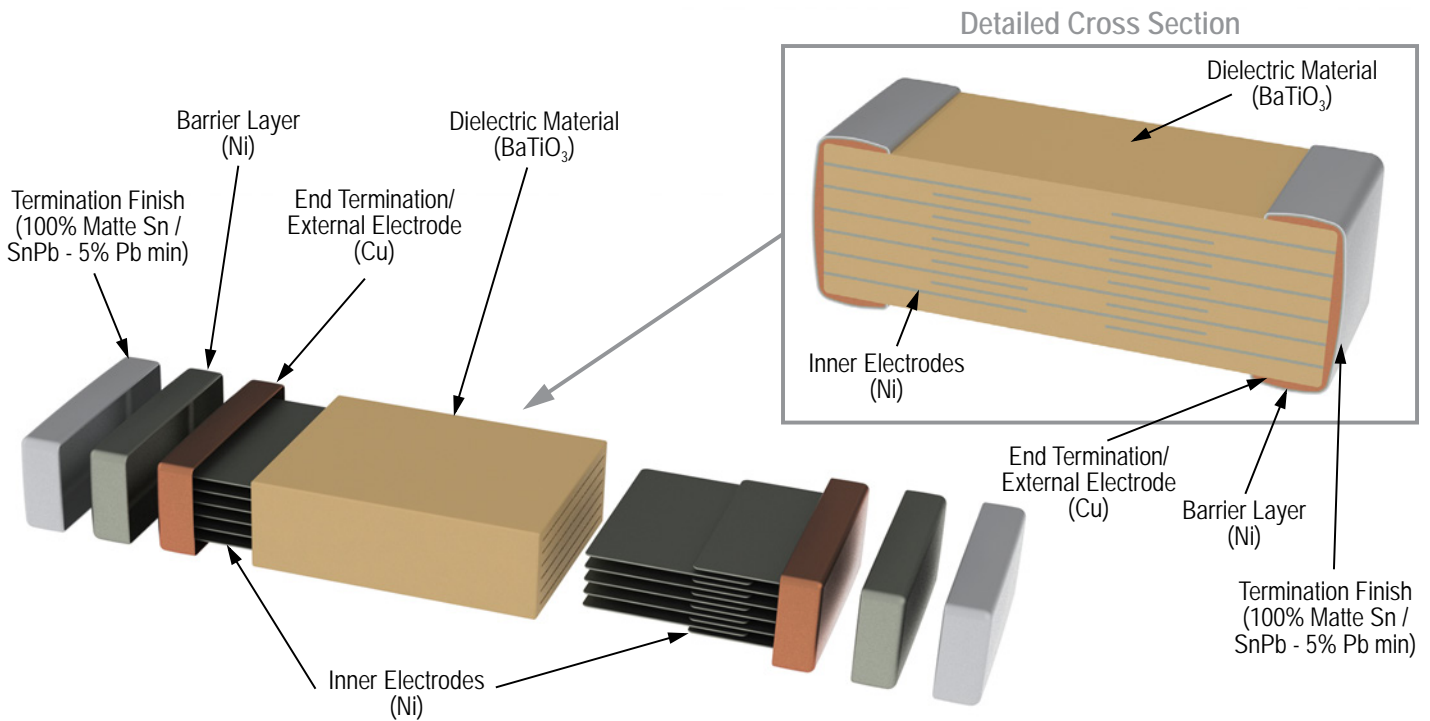 Detailed Cross Section
Dielectric Material
(BaTiO₃)
Barrier Layer
(Ni)
Dielectric Material
(BaTiO₃)
Termination Finish
(100% Matte Sn /
SnPb - 5% Pb min)
End Termination/
External Electrode
(Cu)
Inner Electrodes
(Ni)
End Termination/
External Electrode
(Cu)
Barrier Layer
(Ni)
Termination Finish
(100% Matte Sn /
SnPb - 5% Pb min)
Inner Electrodes
(Ni)